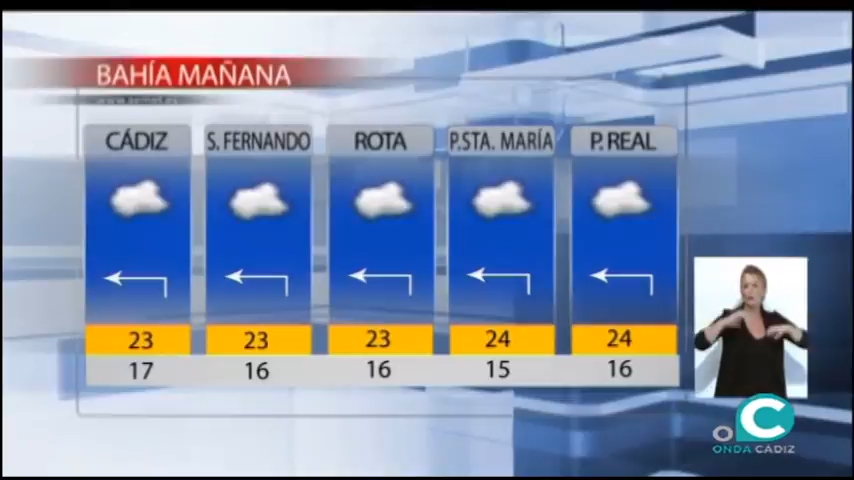 BAHÍA MAÑANA
CÁDIZ
S. FERNANDO
ROTA
P.STA. MARÍA
P. REAL
23
23
23
24
24
17
16
16
15
16
O C
ONDA CÁDIZ